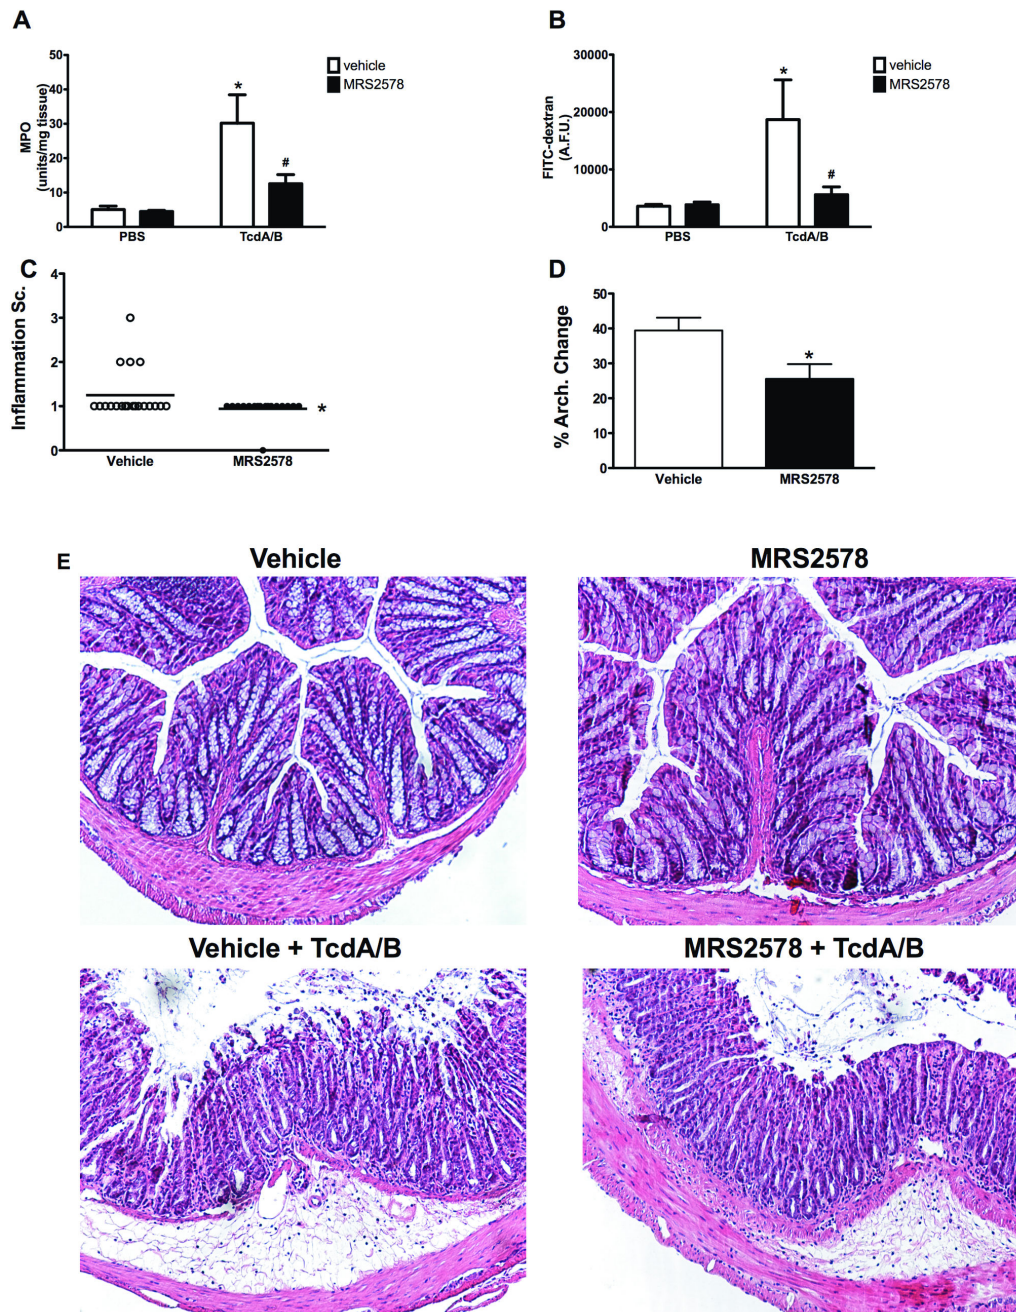 A
MPO
(units/mg tissue)
50
40
30
20
10
0
*
#
PBS
TcdA/B
vehicle
MRS2578
B
FITC-dextran
(A.F.U.)
30000
20000
10000
0
*
#
PBS
TcdA/B
vehicle
MRS2578
C
Inflammation Sc.
4
3
2
1
0
*
Vehicle
MRS2578
D
% Arch. Change
50
40
30
20
10
0
*
Vehicle
MRS2578
E
Vehicle
MRS2578
Vehicle + TcdA/B
MRS2578 + TcdA/B